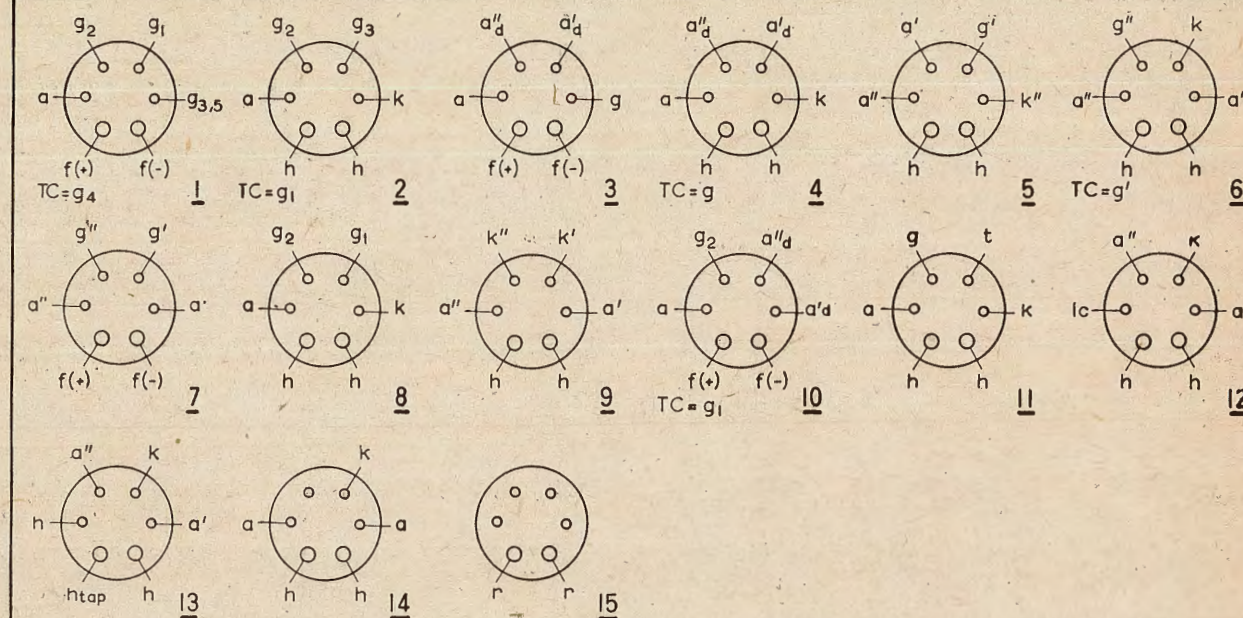 g2 g1 g2 g3 a"d a'd a"d a'd a' g' g" k
a g3,5 a k a g a k a" k" a" a'
f(+) f(-) h h f(+) f(-) h h h h h h
TC=g4 1 TC=g1 2 3 TC=g 4 5 TC=g' 6
g" g' g2 g1 k" k' g2 a"d g t a" k
a" a' a k a" a' a a'd a k Ic a
f(+) f(-) h h h h f(+) f(-) h h h h
7 8 9 TC=g1 10 11 12
a" k k
h a' a a
htap h h h r r
13 14 15